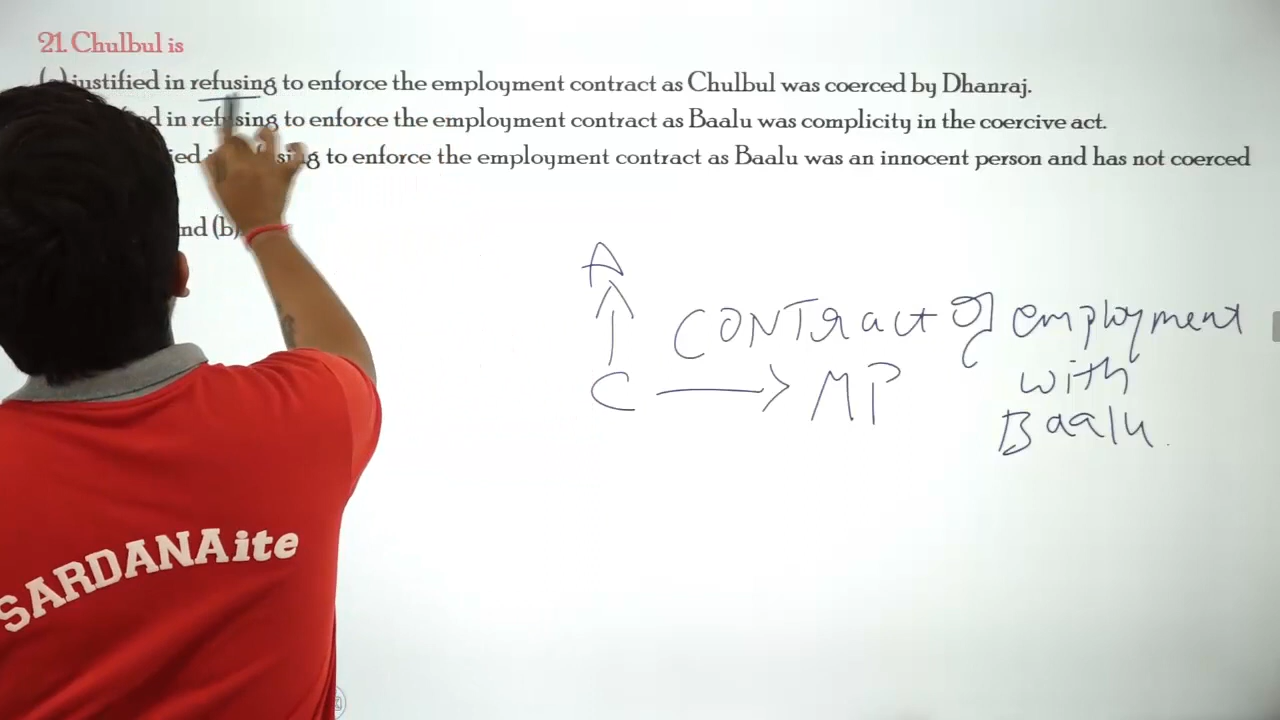 21. Chulbul is
(a) justified in refusing to enforce the employment contract as Chulbul was coerced by Dhanraj.
in refusing to enforce the employment contract as Baalu was complicity in the coercive act.
to enforce the employment contract as Baalu was an innocent person and has not coerced
and (b)
A
CONTract of employment
C → MP
with
Baalu.
SARDANAite